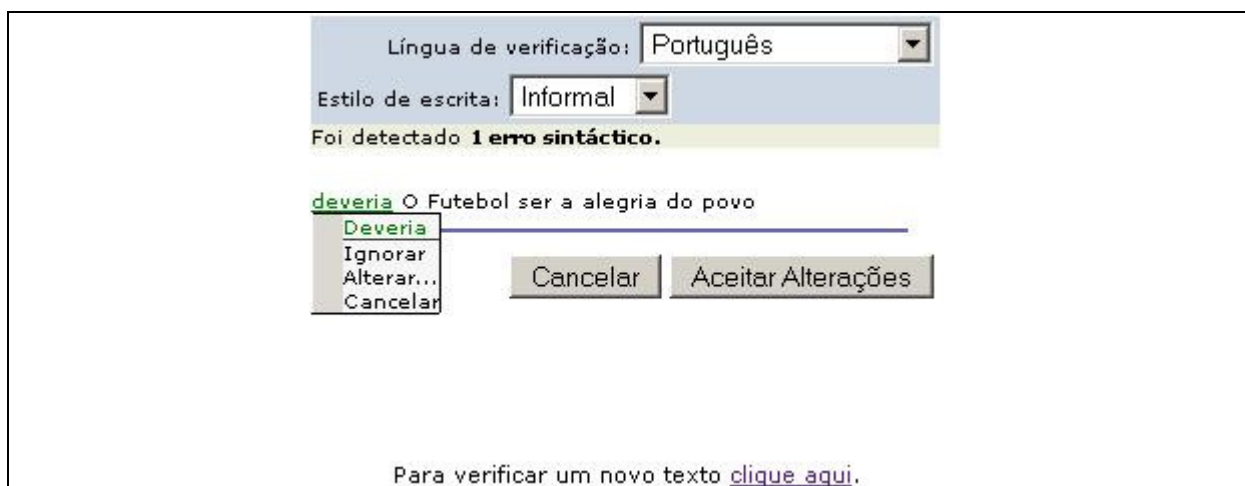 Língua de verificação: Português
Estilo de escrita: Informal
Foi detectado 1 erro sintáctico.
deveria O Futebol ser a alegria do povo
Deveria
Ignorar
Alterar...
Cancelar
Cancelar Aceitar Alterações
Para verificar um novo texto clique aqui.